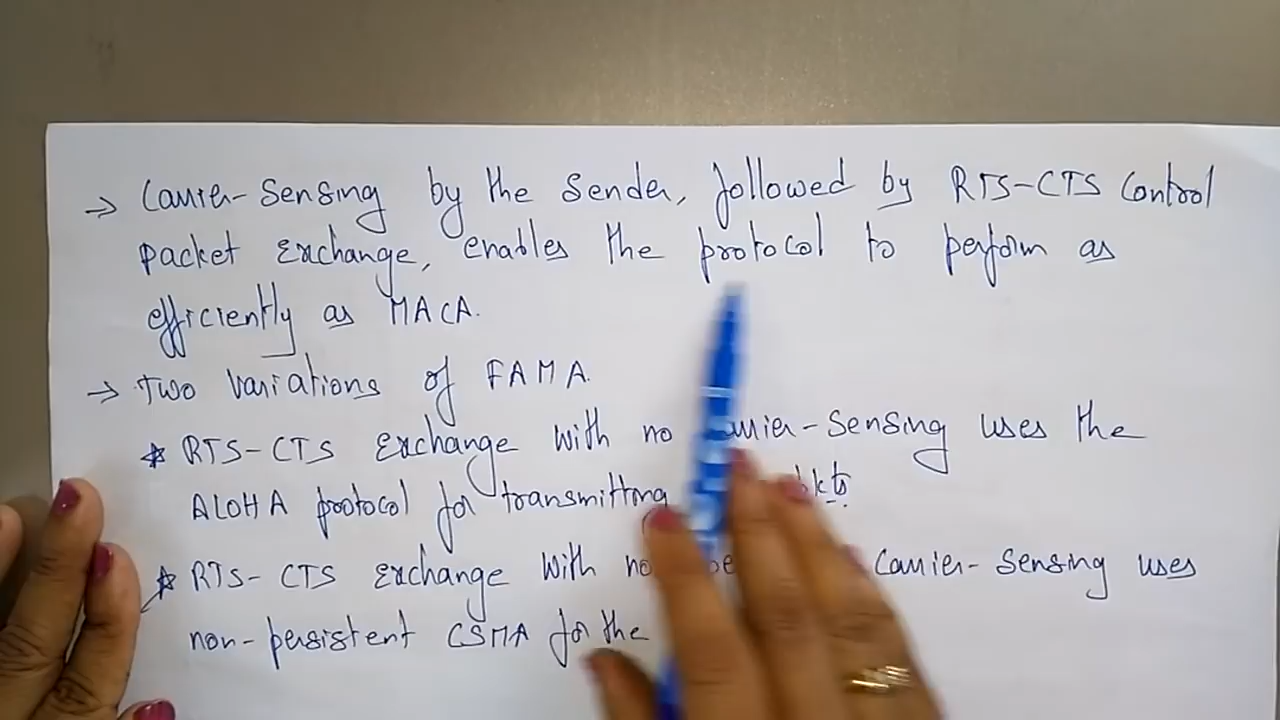 → Carrier-Sensing by the Sender, followed by RTS-CTS Control
packet Exchange, enables the protocol to perform as
efficiently as MACA.
→ Two variations of FAMA.
* RTS-CTS Exchange with no carrier-sensing uses the
ALOHA protocol for transmitting kts.
* RTS-CTS Exchange with no Carrier-sensing uses
non-persistent CSMA for the